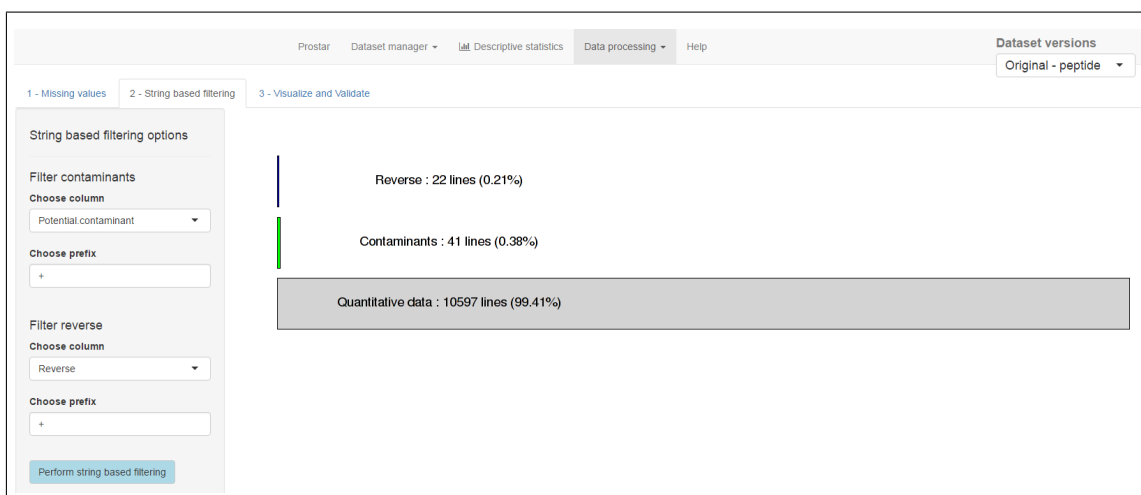 Prostar Dataset manager Descriptive statistics Data processing Help
Dataset versions
Original - peptide
1 - Missing values 2 - String based filtering 3 - Visualize and Validate
String based filtering options
Filter contaminants
Choose column
Potential.contaminant
Choose prefix
+
Filter reverse
Choose column
Reverse
Choose prefix
+
Perform string based filtering
Reverse : 22 lines (0.21%)
Contaminants : 41 lines (0.38%)
Quantitative data : 10597 lines (99.41%)